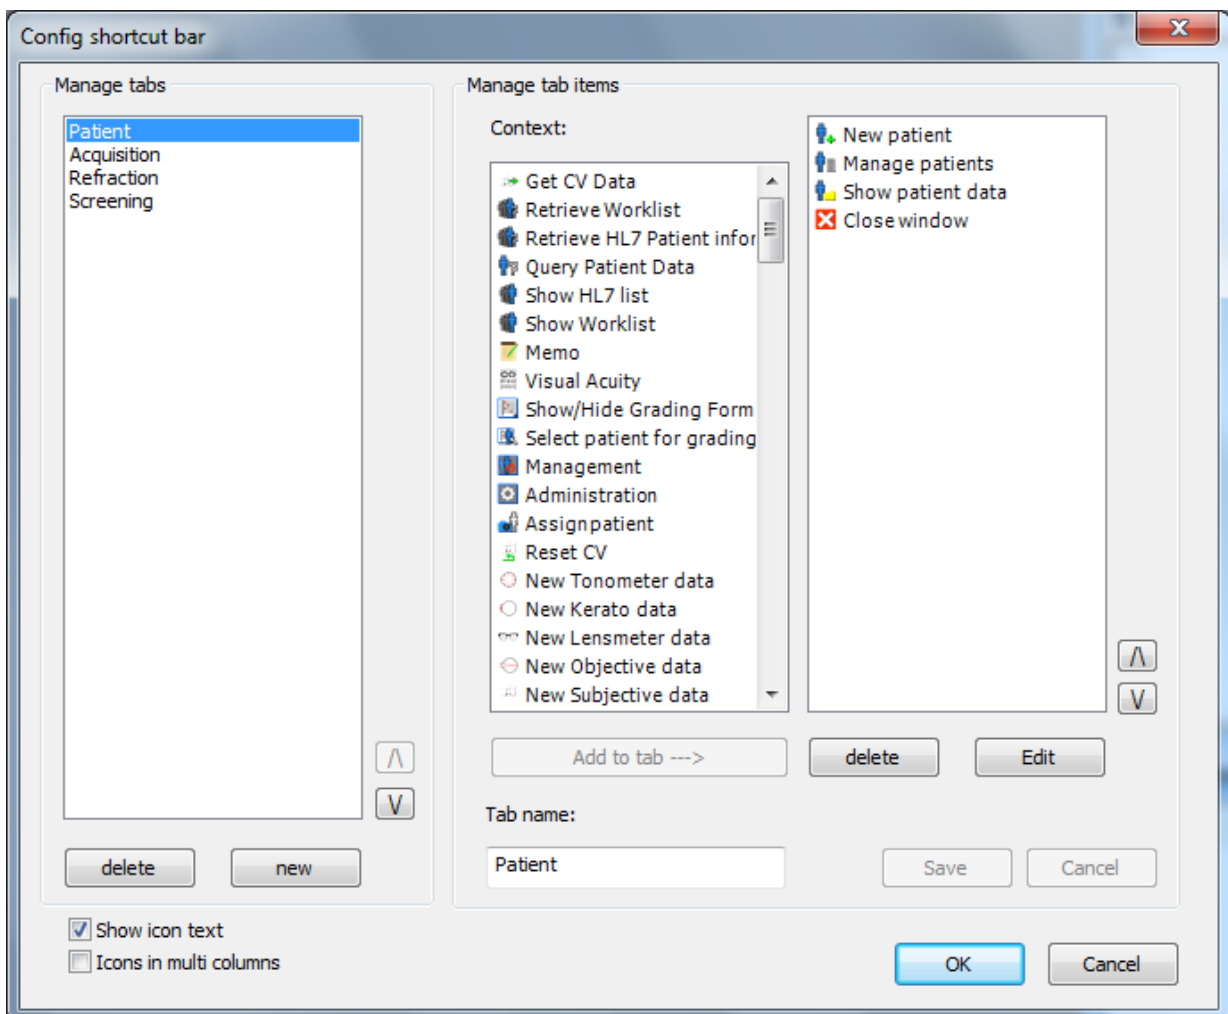 Config shortcut bar
Manage tabs
Patient
Acquisition
Refraction
Screening
/\
\/
delete
new
Show icon text
Icons in multi columns
Manage tab items
Context:
Get CV Data
Retrieve Worklist
Retrieve HL7 Patient infor
Query Patient Data
Show HL7 list
Show Worklist
Memo
Visual Acuity
Show/Hide Grading Form
Select patient for grading
Management
Administration
Assign patient
Reset CV
New Tonometer data
New Kerato data
New Lensmeter data
New Objective data
New Subjective data
New patient
Manage patients
Show patient data
Close window
/\
\/
Add to tab --->
delete
Edit
Tab name:
Patient
Save
Cancel
OK
Cancel